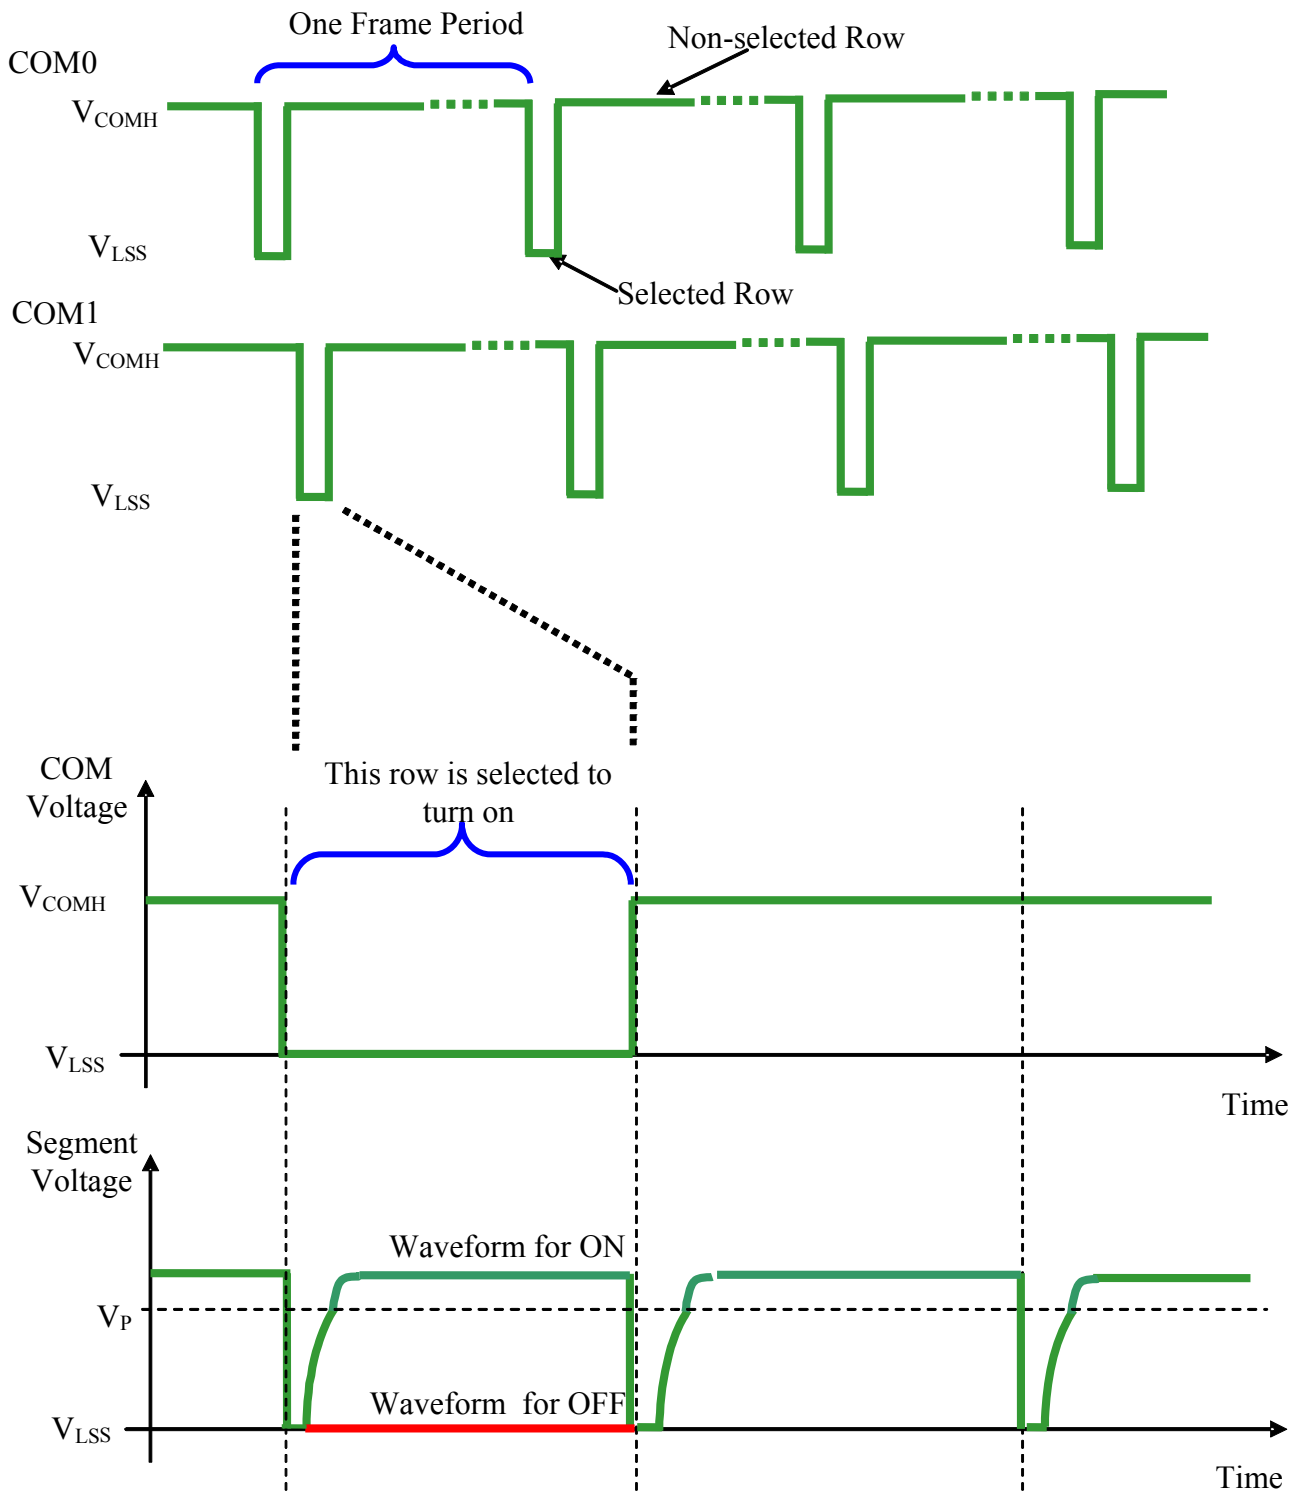 One Frame Period
Non-selected Row
COM0
VCOMH
VLSS
Selected Row
COM1
VCOMH
VLSS
COM
Voltage
This row is selected to
turn on
VCOMH
VLSS
Time
Segment
Voltage
Waveform for ON
VP
Waveform for OFF
VLSS
Time